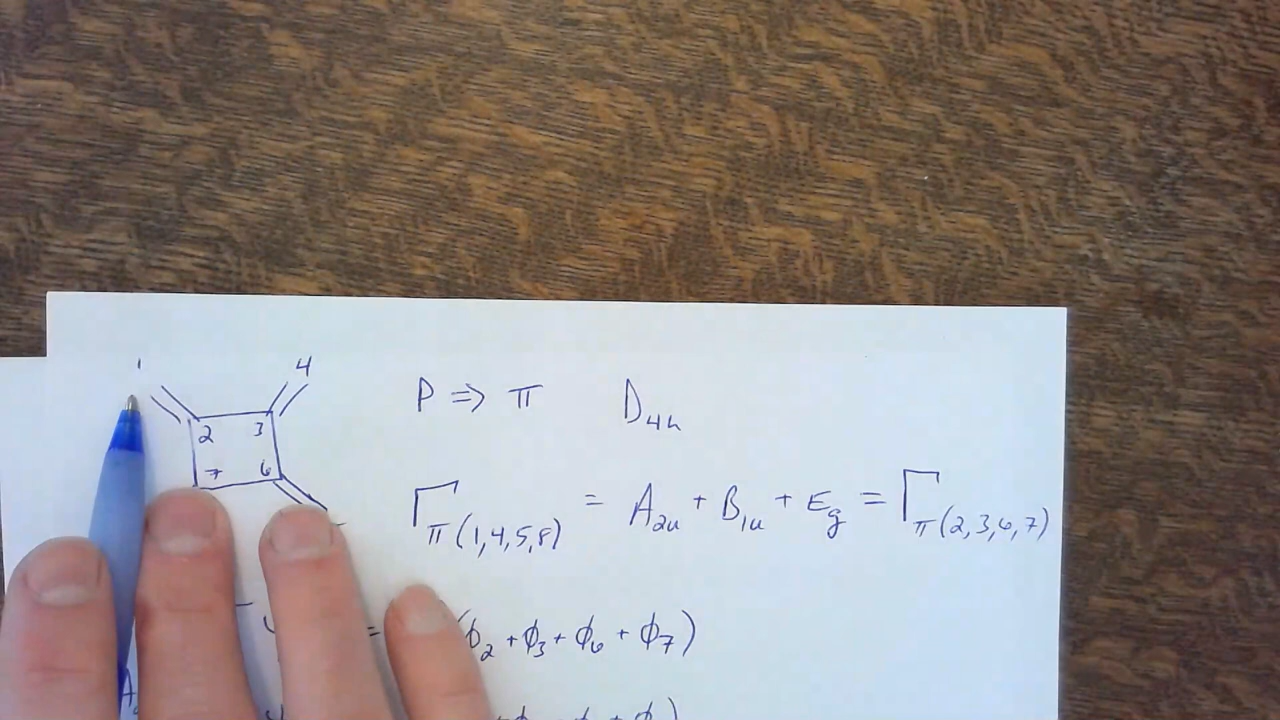 1 4
2 3
7 6
P ⇒ π D₄ₕ
Γπ(1,4,5,8) = A₂ᵤ + B₁ᵤ + E_g = Γπ(2,3,6,7)
= (ϕ₂ + ϕ₃ + ϕ₆ + ϕ₇)